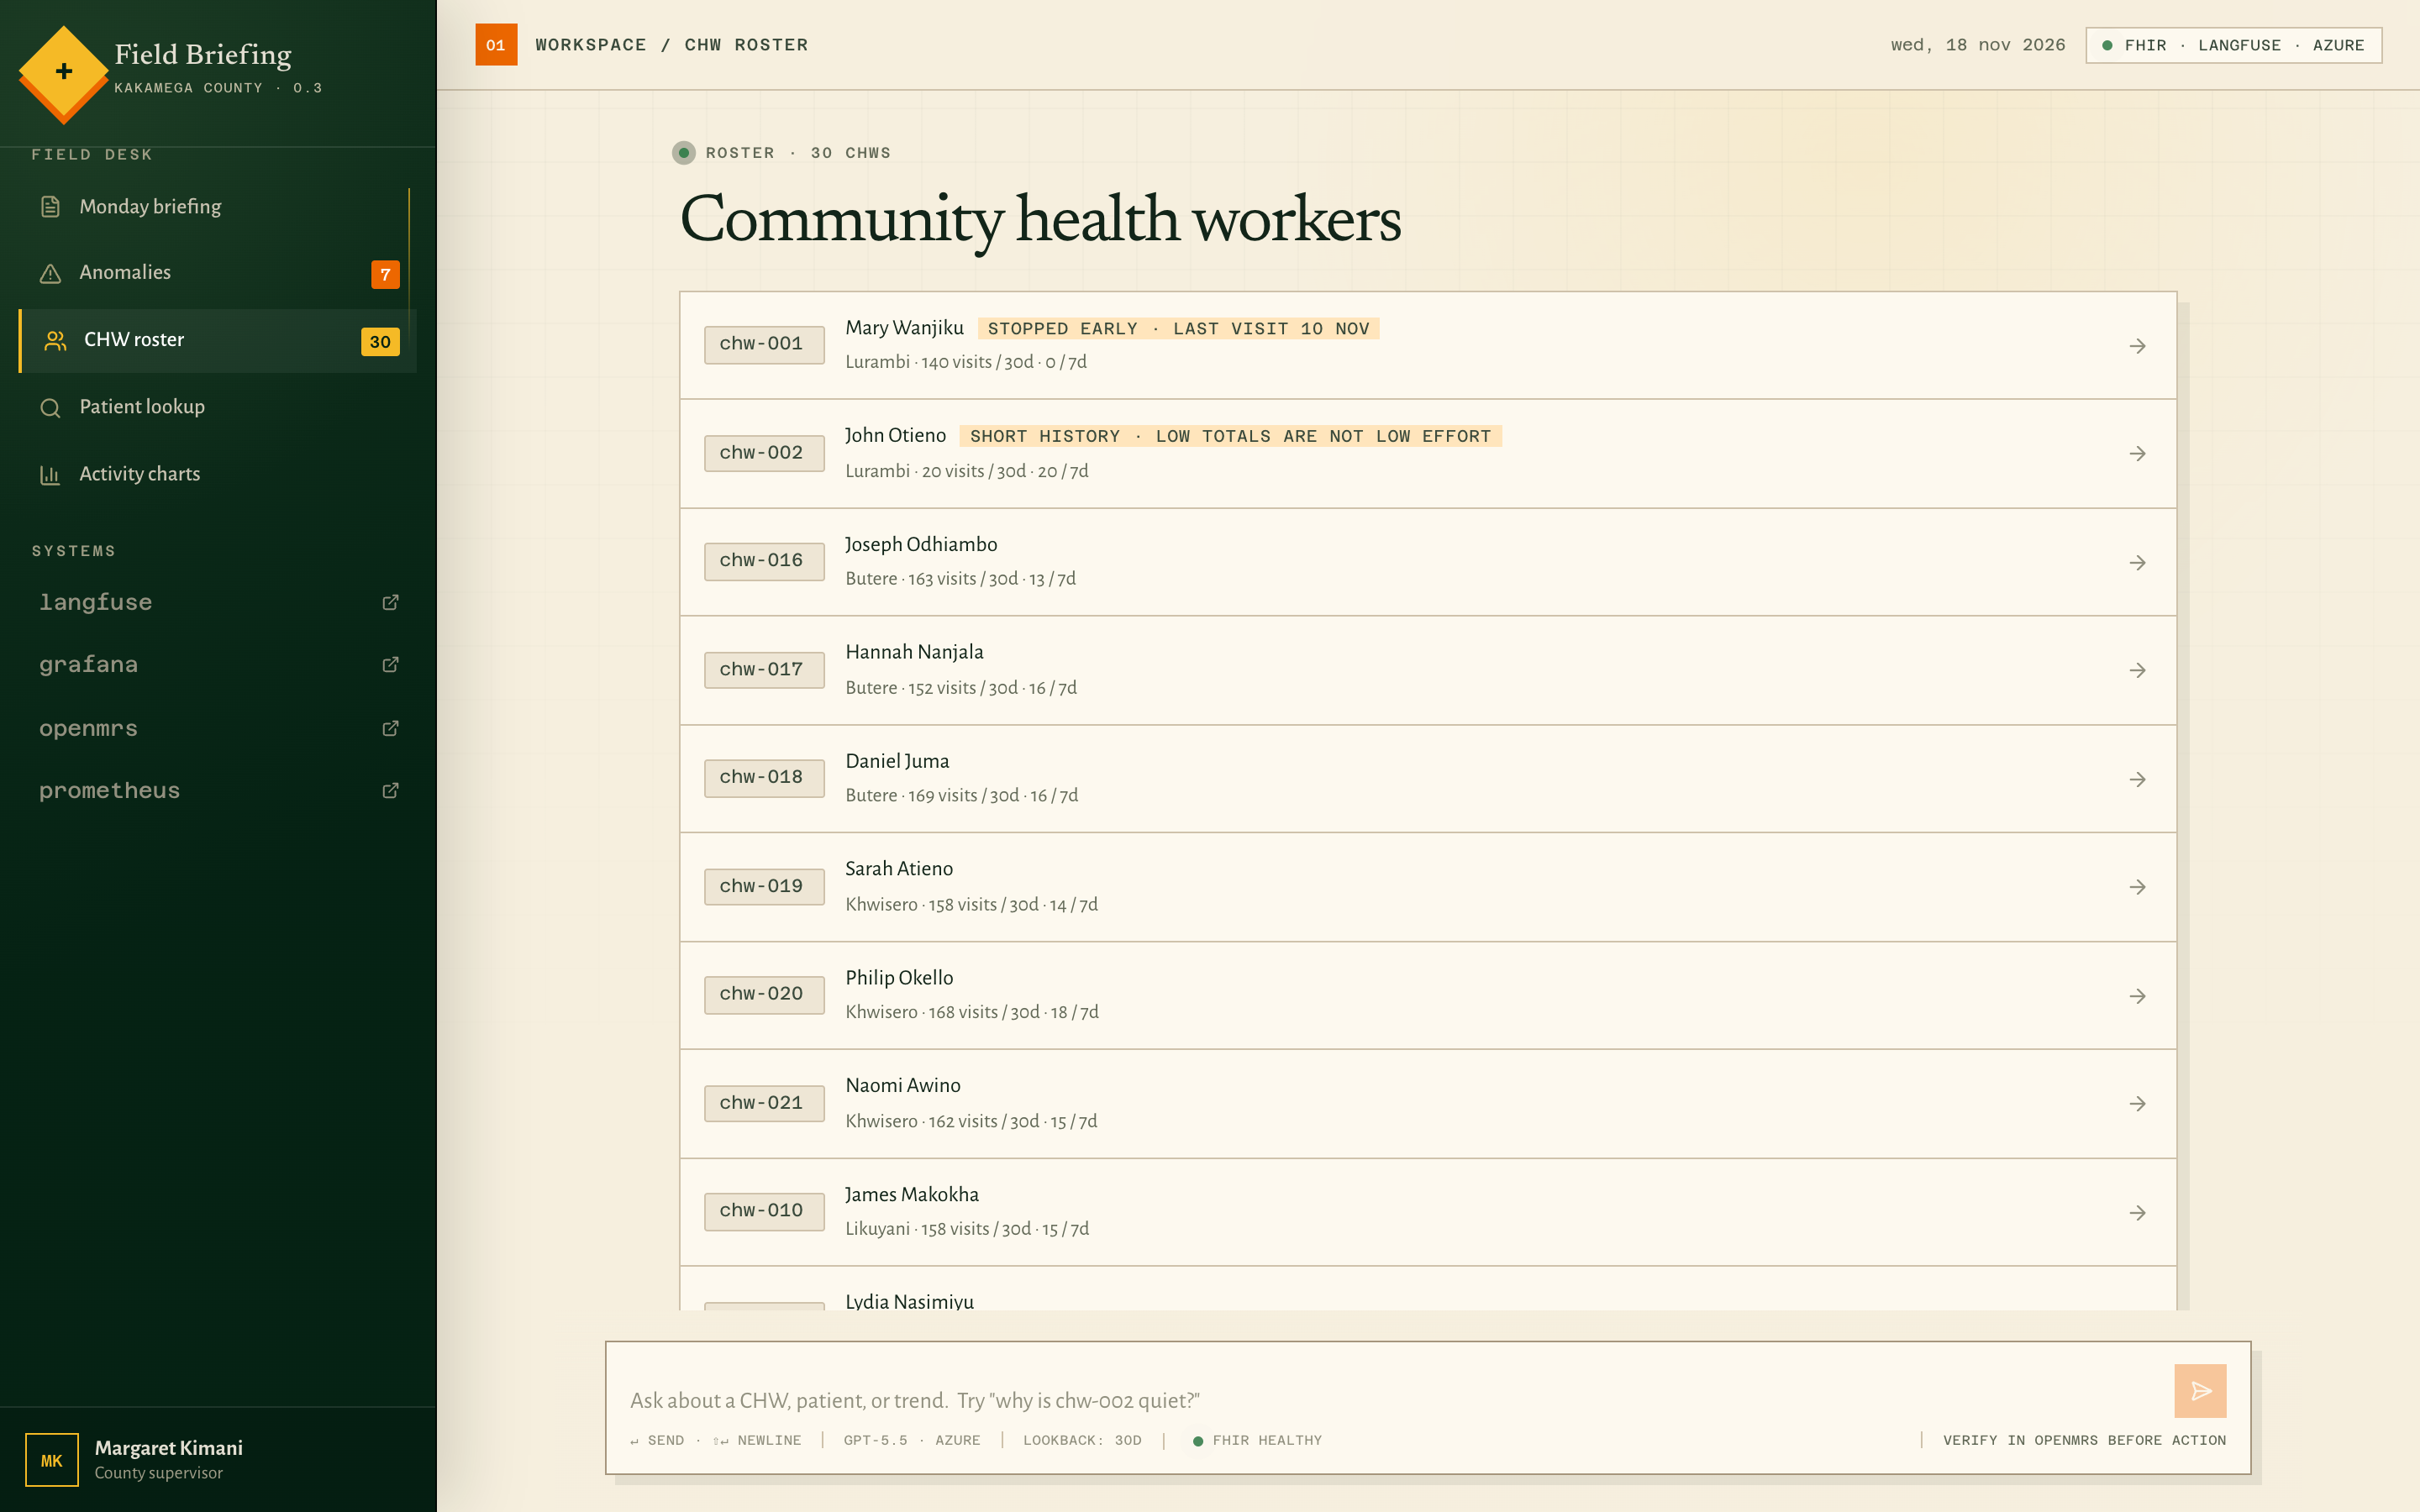 +
Field Briefing
KAKAMEGA COUNTY · 0.3
FIELD DESK
Monday briefing
Anomalies 7
CHW roster 30
Patient lookup
Activity charts
SYSTEMS
langfuse
grafana
openmrs
prometheus
MK
Margaret Kimani
County supervisor
01 WORKSPACE / CHW ROSTER
wed, 18 nov 2026
FHIR · LANGFUSE · AZURE
ROSTER · 30 CHWS
Community health workers
chw-001
Mary Wanjiku STOPPED EARLY · LAST VISIT 10 NOV
Lurambi · 140 visits / 30d · 0 / 7d
chw-002
John Otieno SHORT HISTORY · LOW TOTALS ARE NOT LOW EFFORT
Lurambi · 20 visits / 30d · 20 / 7d
chw-016
Joseph Odhiambo
Butere · 163 visits / 30d · 13 / 7d
chw-017
Hannah Nanjala
Butere · 152 visits / 30d · 16 / 7d
chw-018
Daniel Juma
Butere · 169 visits / 30d · 16 / 7d
chw-019
Sarah Atieno
Khwisero · 158 visits / 30d · 14 / 7d
chw-020
Philip Okello
Khwisero · 168 visits / 30d · 18 / 7d
chw-021
Naomi Awino
Khwisero · 162 visits / 30d · 15 / 7d
chw-010
James Makokha
Likuyani · 158 visits / 30d · 15 / 7d
Lydia Nasimiyu
Ask about a CHW, patient, or trend. Try "why is chw-002 quiet?"
↵ SEND · ⇧↵ NEWLINE | GPT-5.5 · AZURE | LOOKBACK: 30D | FHIR HEALTHY | VERIFY IN OPENMRS BEFORE ACTION